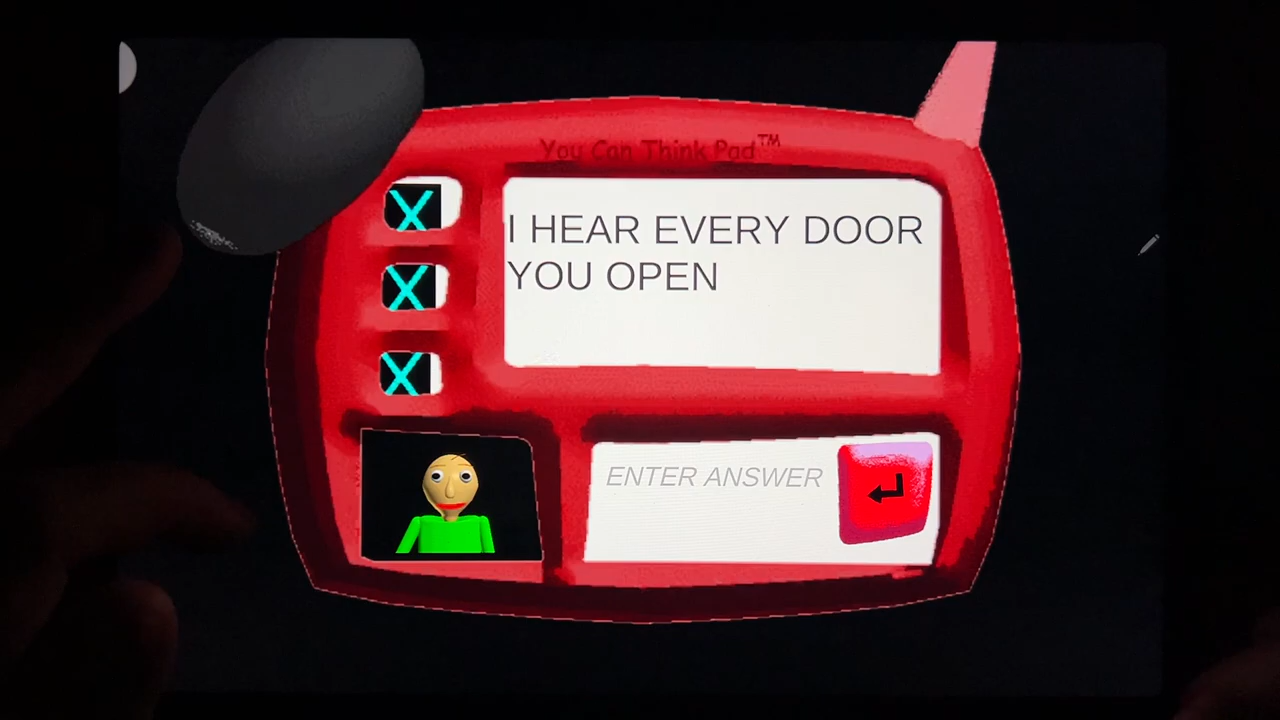 You Can Think Pad™
X
I HEAR EVERY DOOR
YOU OPEN
X
X
ENTER ANSWER